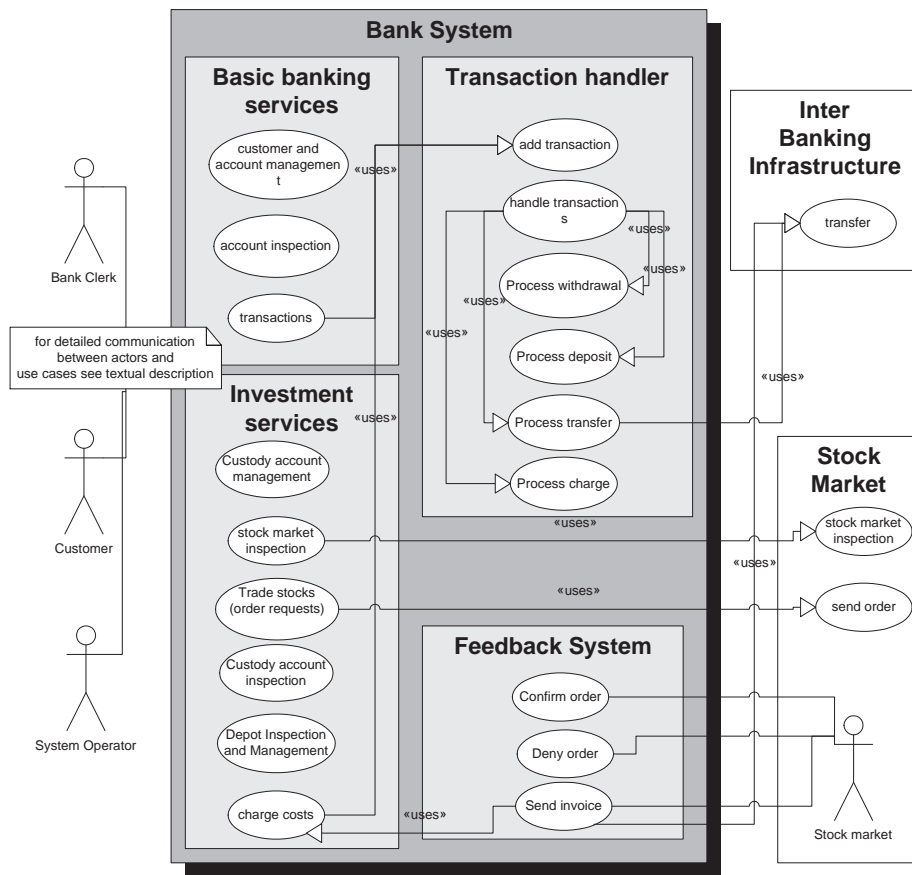 Bank System
Basic banking
services
customer and
account managemen
t
account inspection
transactions
«uses»
Transaction handler
add transaction
handle transaction
s
«uses»
«uses»
Process withdrawal
«uses»
«uses»
Process deposit
Process transfer
Process charge
Inter
Banking
Infrastructure
transfer
«uses»
Bank Clerk
for detailed communication
between actors and
use cases see textual description
Customer
System Operator
Investment
services
«uses»
Custody account
management
stock market
inspection
«uses»
Trade stocks
(order requests)
«uses»
Custody account
inspection
Depot Inspection
and Management
charge costs
«uses»
Stock
Market
stock market
inspection
«uses»
send order
Feedback System
Confirm order
Deny order
Send invoice
Stock market